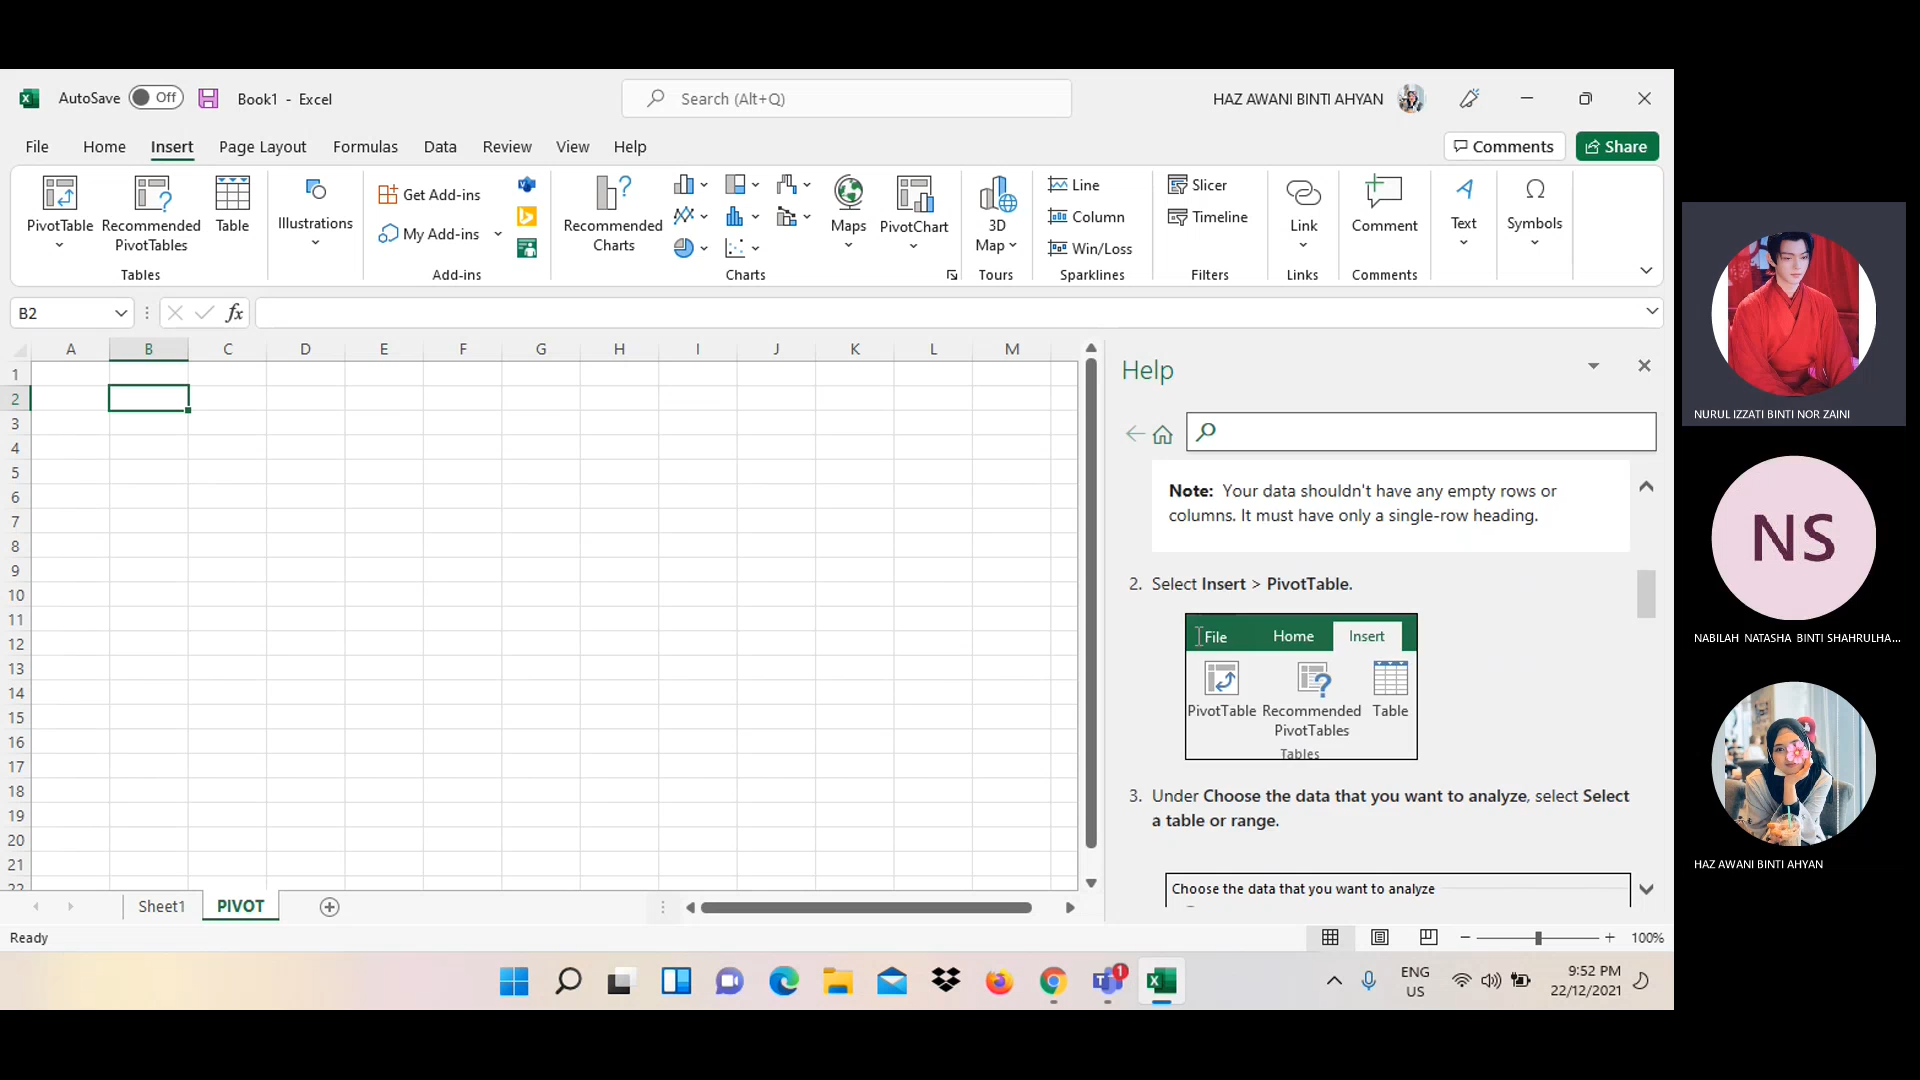 AutoSave Off Book1 - Excel Search (Alt+Q) HAZ AWANI BINTI AHYAN
File Home Insert Page Layout Formulas Data Review View Help Comments Share
PivotTable
Recommended
PivotTables
Table
Tables
Illustrations
Get Add-ins
My Add-ins
Add-ins
Recommended
Charts
Maps
PivotChart
Charts
3D
Map
Tours
Line
Column
Win/Loss
Sparklines
Slicer
Timeline
Filters
Link
Links
Comment
Comments
Text
Symbols
B2 fx
A B C D E F G H I J K L M
1
2
3
4
5
6
7
8
9
10
11
12
13
14
15
16
17
18
19
20
21
22
Help
Note: Your data shouldn't have any empty rows or
columns. It must have only a single-row heading.
2. Select Insert > PivotTable.
File Home Insert
PivotTable Recommended Table
PivotTables
Tables
3. Under Choose the data that you want to analyze, select Select
a table or range.
Choose the data that you want to analyze
Sheet1 PIVOT
Ready
100%
1
ENG
US
9:52 PM
22/12/2021
NURUL IZZATI BINTI NOR ZAINI
NS
NABILAH NATASHA BINTI SHAHRULHA...
HAZ AWANI BINTI AHYAN